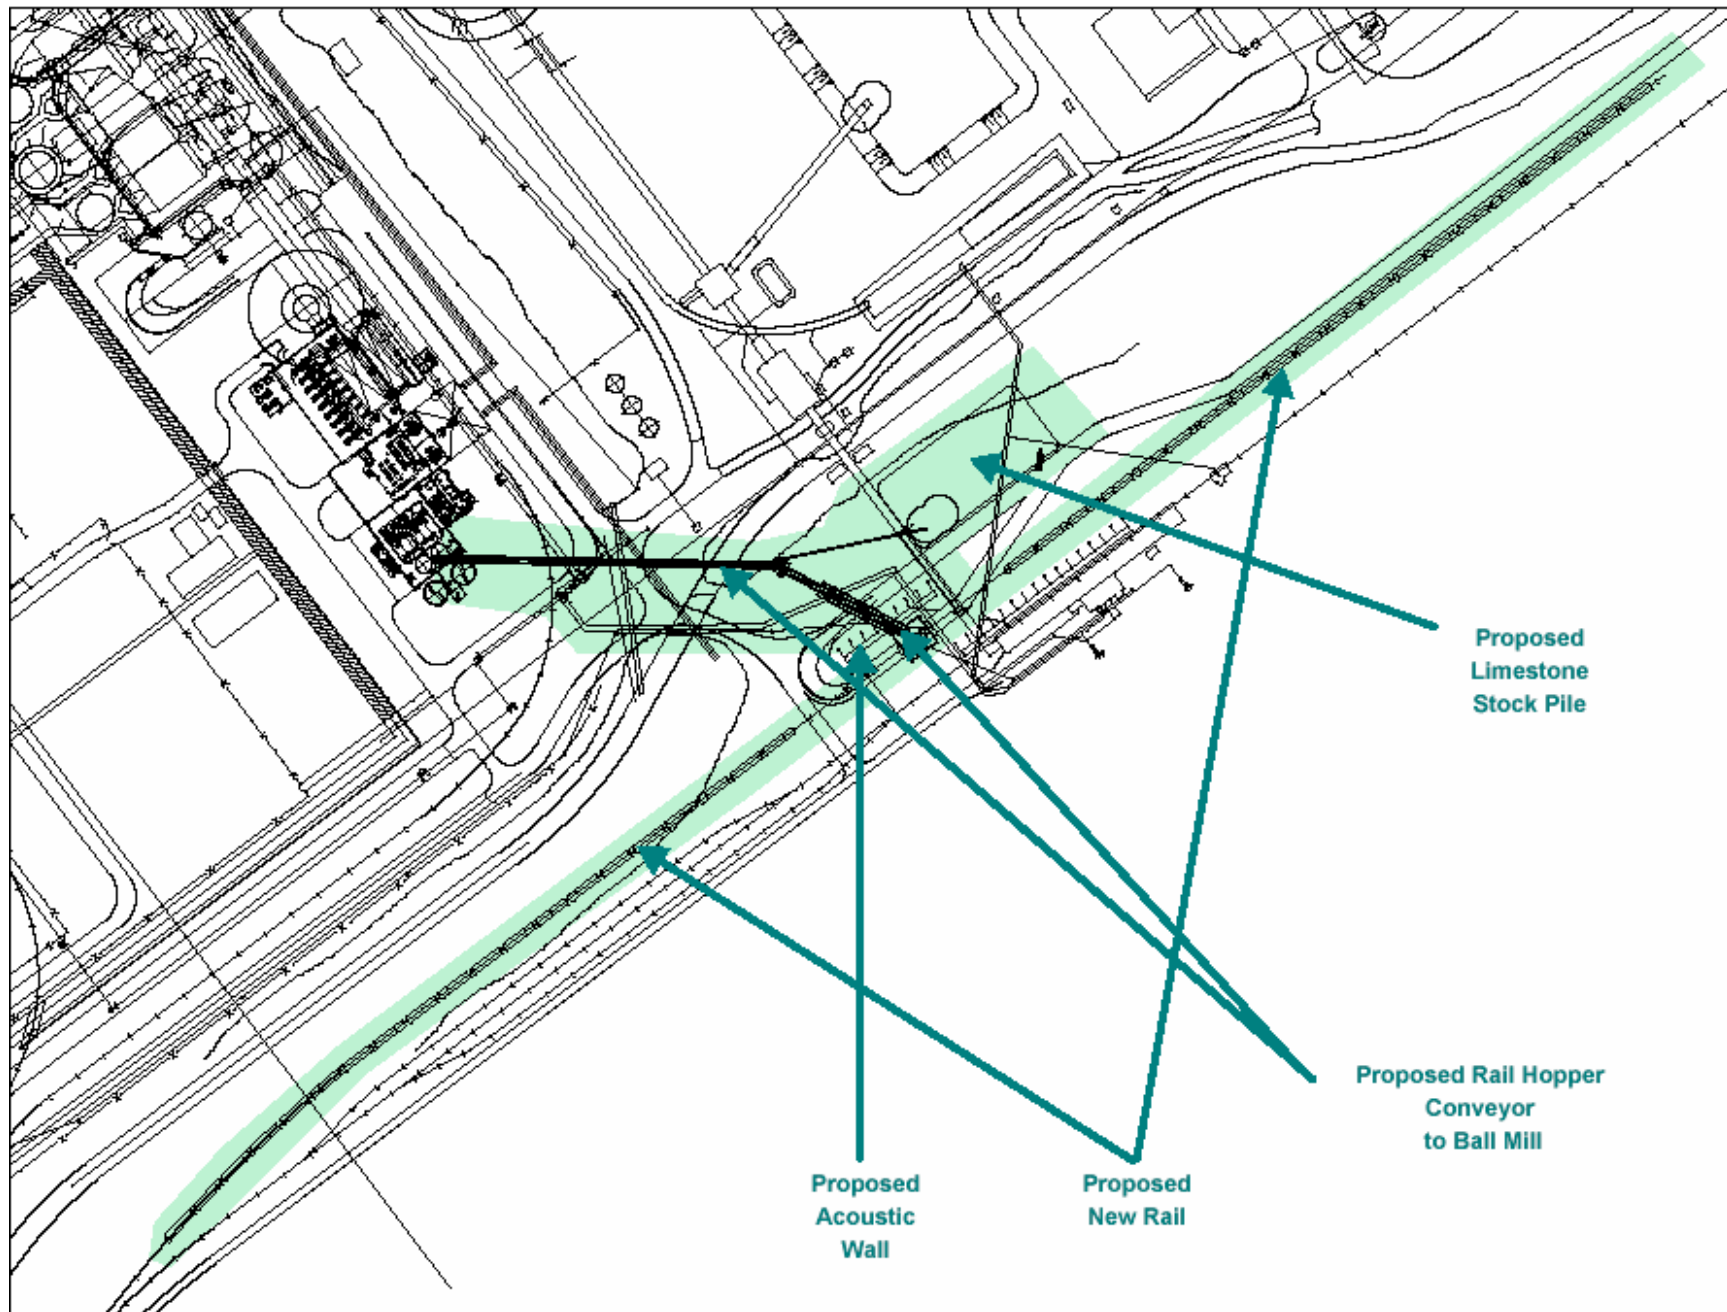 Proposed
Limestone
Stock Pile
Proposed Rail Hopper
Conveyor
to Ball Mill
Proposed
Acoustic
Wall
Proposed
New Rail